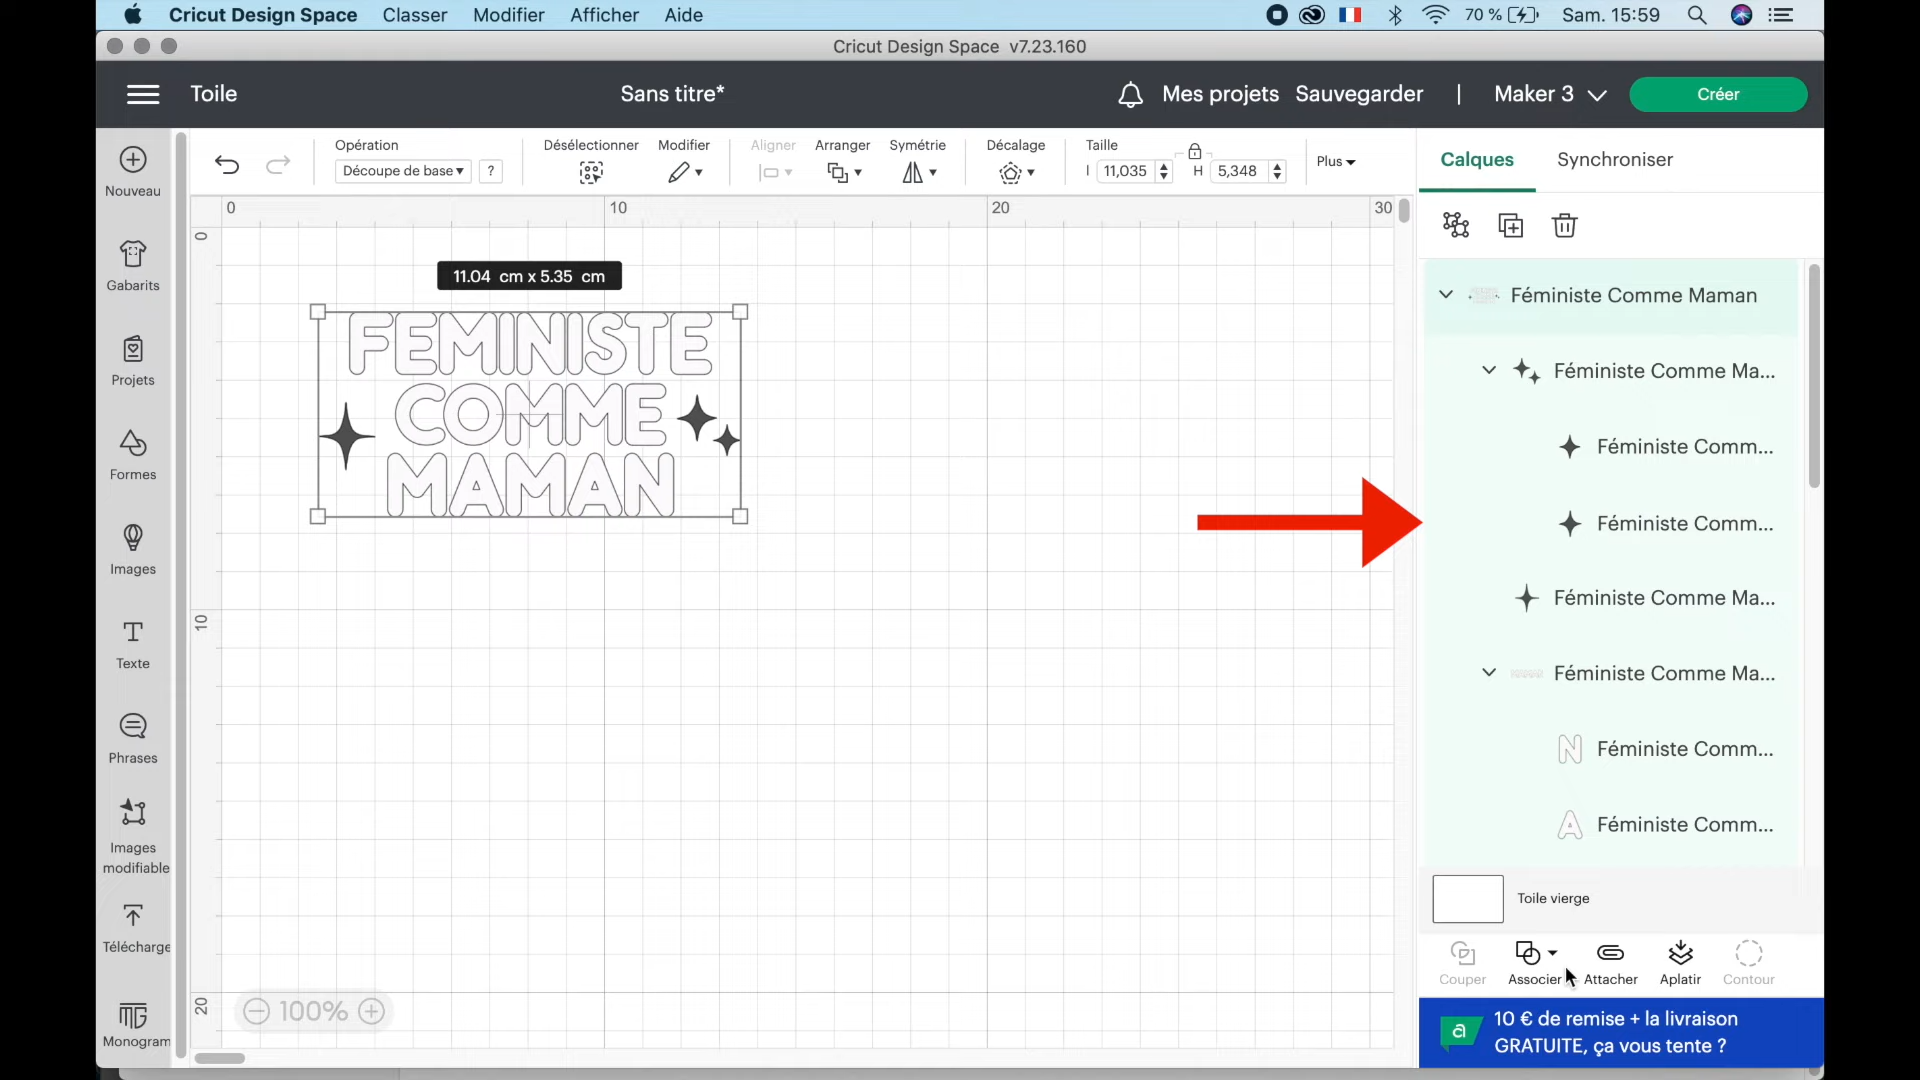 Cricut Design Space Classer Modifier Afficher Aide 70 % Sam. 15:59
Cricut Design Space v7.23.160
Toile Sans titre* Mes projets Sauvegarder | Maker 3 Créer
Opération Désélectionner Modifier Aligner Arranger Symétrie Décalage Taille
Découpe de base ? I 11,035 H 5,348 Plus
Calques Synchroniser
Nouveau
Gabarits
Projets
Formes
Images
Texte
Phrases
Images
modifiable
Télécharge
Monogram
0 10 20 30
0
10
20
11.04 cm x 5.35 cm
FEMINISTE
COMME
MAMAN
100%
Féministe Comme Maman
Féministe Comme Ma...
Féministe Comm...
Féministe Comm...
Féministe Comme Ma...
Féministe Comme Ma...
N Féministe Comm...
A Féministe Comm...
Toile vierge
Couper Associer Attacher Aplatir Contour
a 10 € de remise + la livraison
GRATUITE, ça vous tente ?